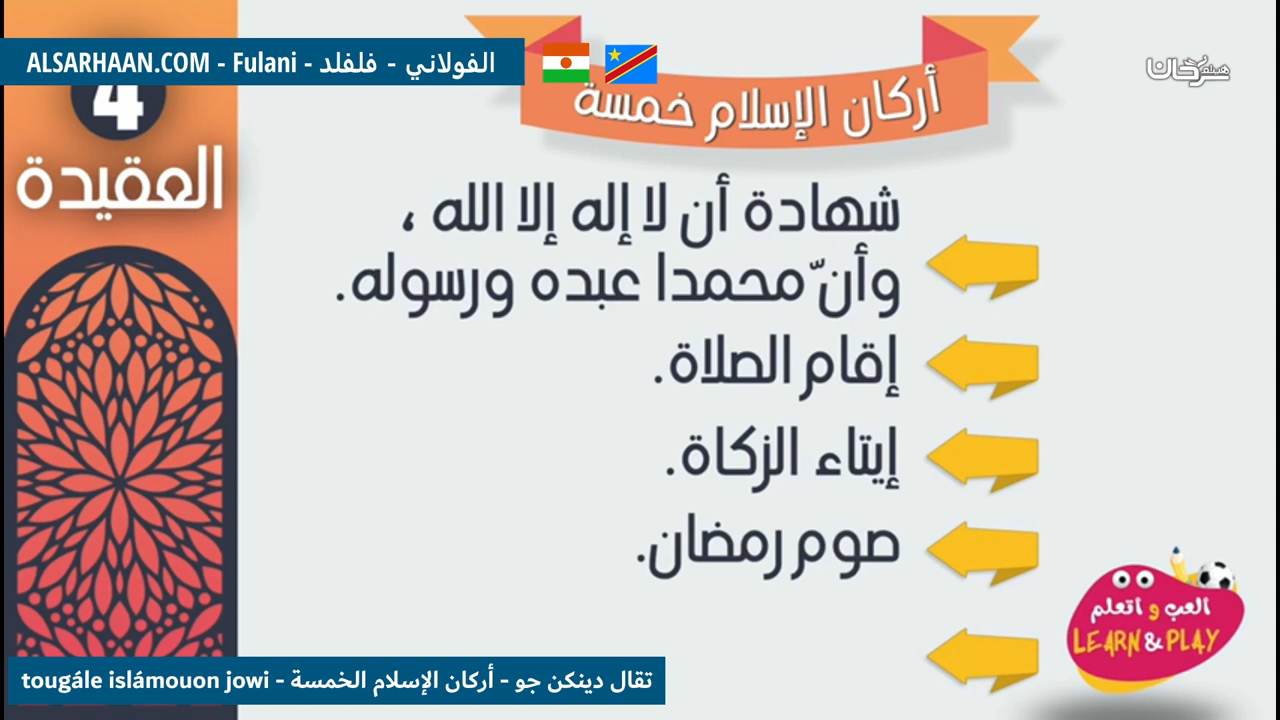 ALSARHAAN.COM - Fulani - الفولاني - فلفلد
سرحان
أركان الإسلام خمسة
4
العقيدة
شهادة أن لا إله إلا الله ،
وأنّ محمدا عبده ورسوله.
إقام الصلاة.
إيتاء الزكاة.
صوم رمضان.
العب و اتعلم
LEARN & PLAY
tougále islámouon jowi - تقال دينكن جو - أركان الإسلام الخمسة